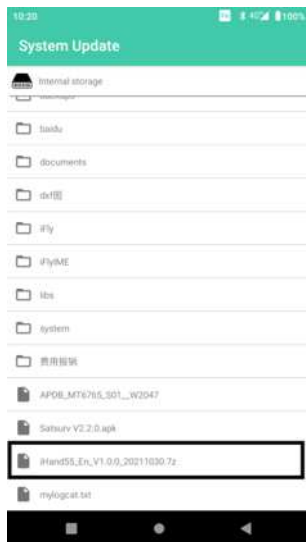 10:20
100%
System Update
Internal storage
backups
baidu
documents
dxf图
iFly
iFlyIME
libs
system
费用报销
APDB_MT6765_S01__W2047
Satsurv V2.2.0.apk
iHand55_En_V1.0.0_20211030.7z
mylogcat.txt